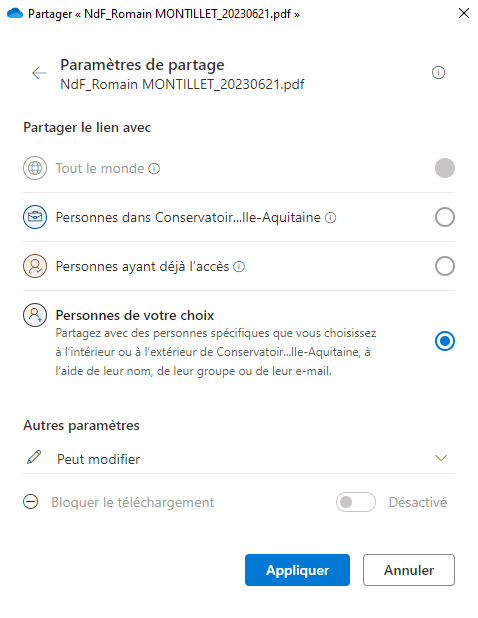 Partager « NdF_Romain MONTILLET_20230621.pdf »
Paramètres de partage
NdF_Romain MONTILLET_20230621.pdf
Partager le lien avec
Tout le monde
Personnes dans Conservatoir...lle-Aquitaine
Personnes ayant déjà l’accès
Personnes de votre choix
Partagez avec des personnes spécifiques que vous choisissez
à l’intérieur ou à l’extérieur de Conservatoir...lle-Aquitaine, à
l’aide de leur nom, de leur groupe ou de leur e-mail.
Autres paramètres
Peut modifier
Bloquer le téléchargement
Désactivé
Appliquer
Annuler